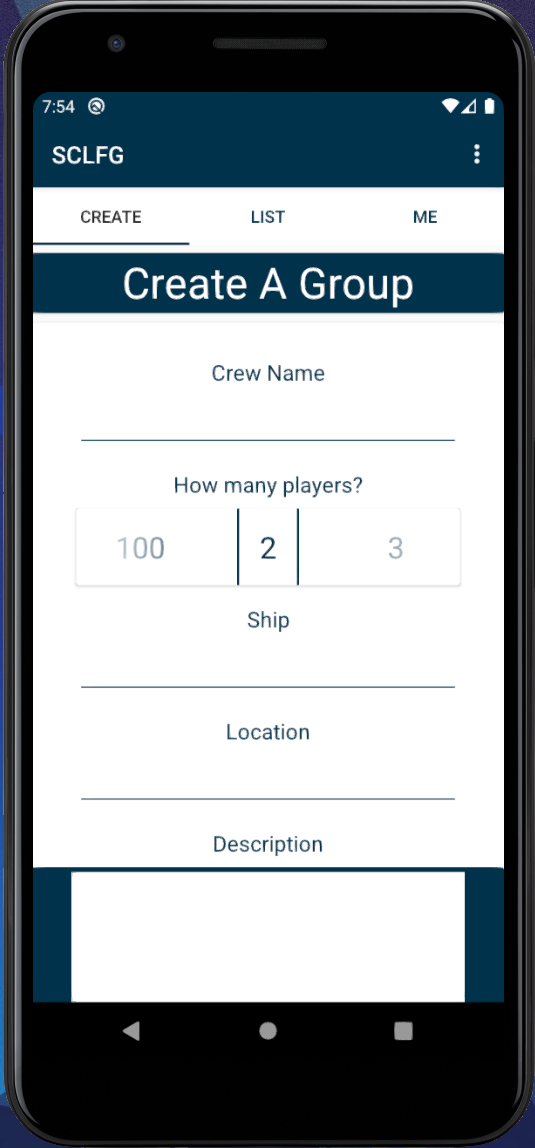 7:54
SCLFG
CREATE LIST ME
Create A Group
Crew Name
How many players?
100 2 3
Ship
Location
Description